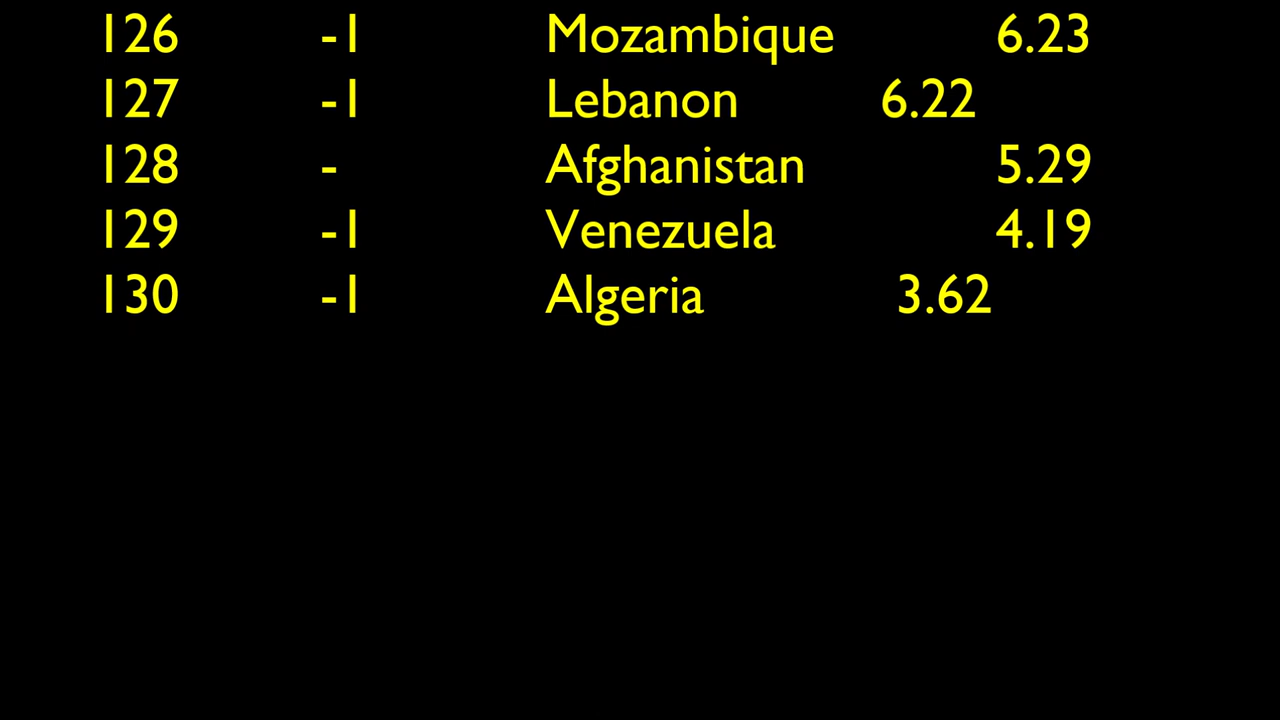 126 -1 Mozambique 6.23
127 -1 Lebanon 6.22
128 - Afghanistan 5.29
129 -1 Venezuela 4.19
130 -1 Algeria 3.62